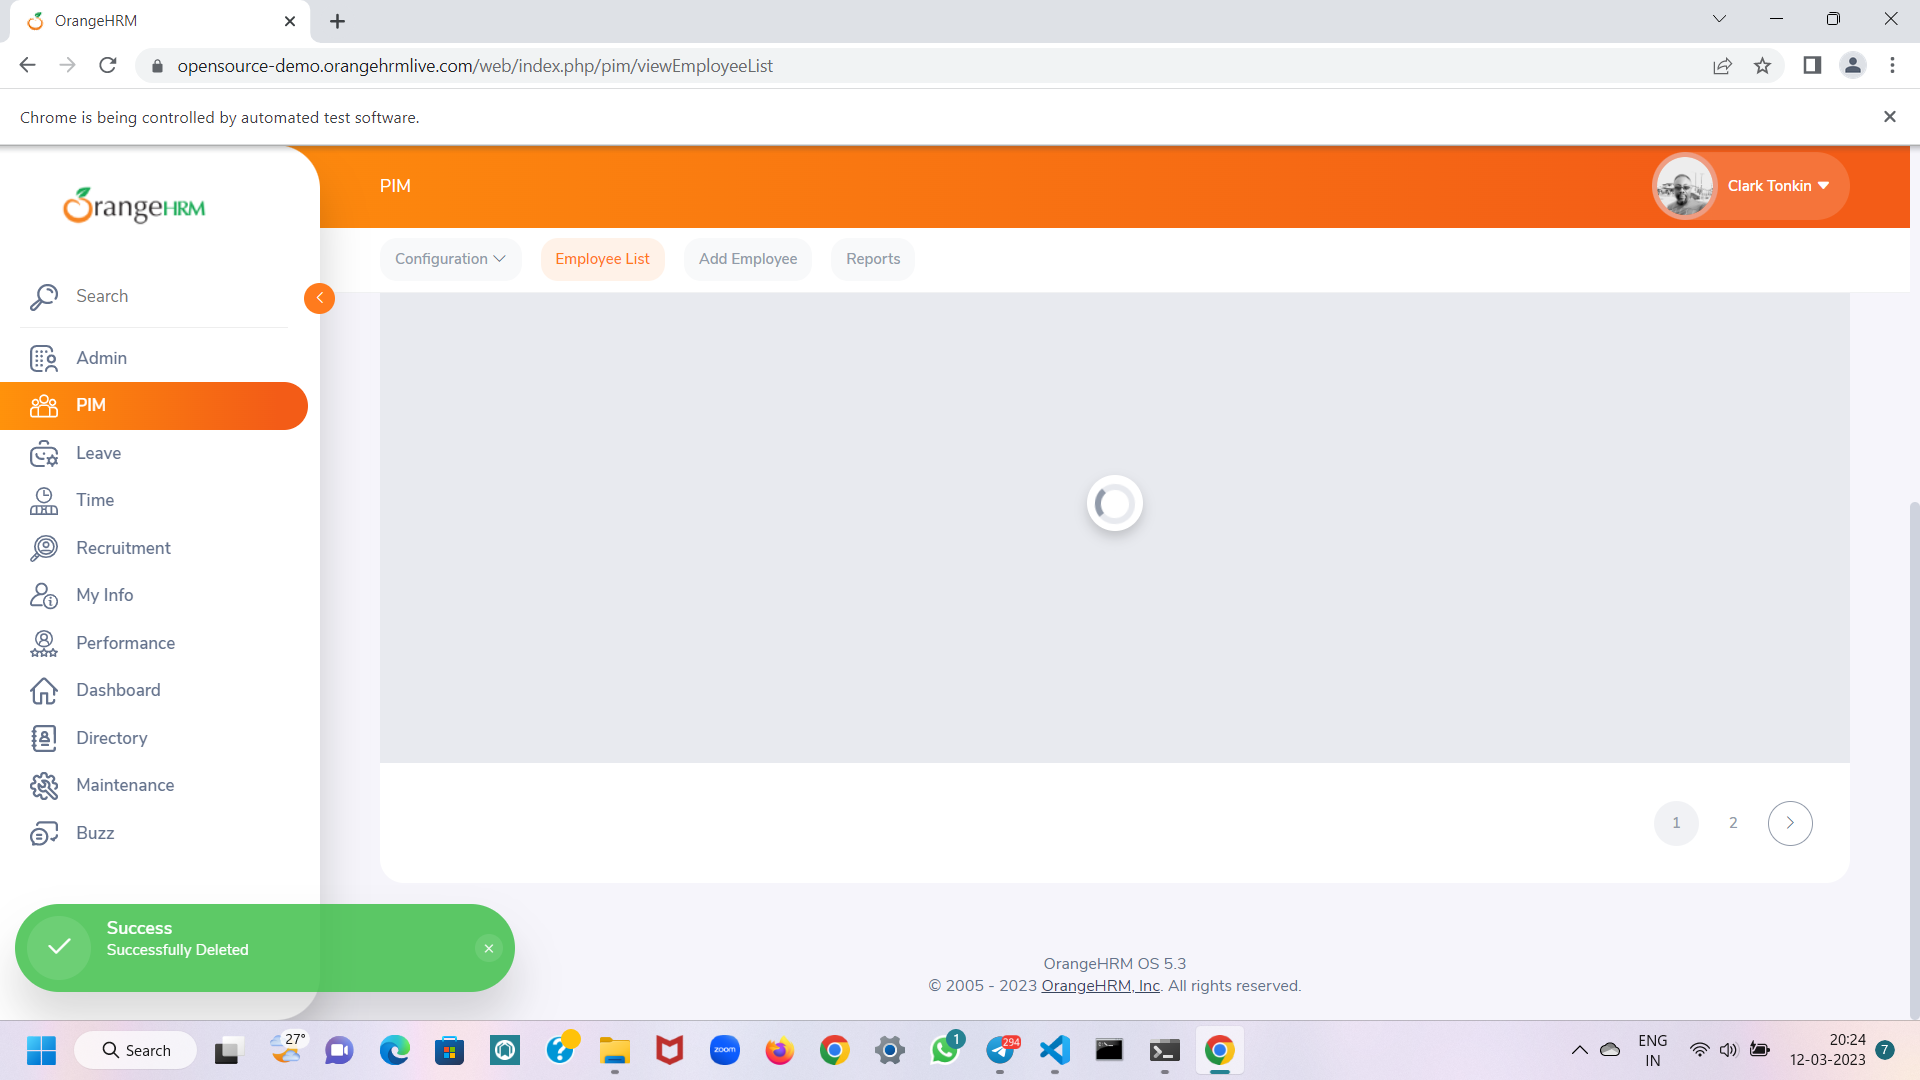 OrangeHRM
opensource-demo.orangehrmlive.com/web/index.php/pim/viewEmployeeList
Chrome is being controlled by automated test software.
OrangeHRM
PIM
Clark Tonkin
Configuration
Employee List
Add Employee
Reports
Search
Admin
PIM
Leave
Time
Recruitment
My Info
Performance
Dashboard
Directory
Maintenance
Buzz
1
2
Success
Successfully Deleted
OrangeHRM OS 5.3
© 2005 - 2023 OrangeHRM, Inc. All rights reserved.
Search
27°
zoom
1
294
ENG
IN
20:24
12-03-2023
7